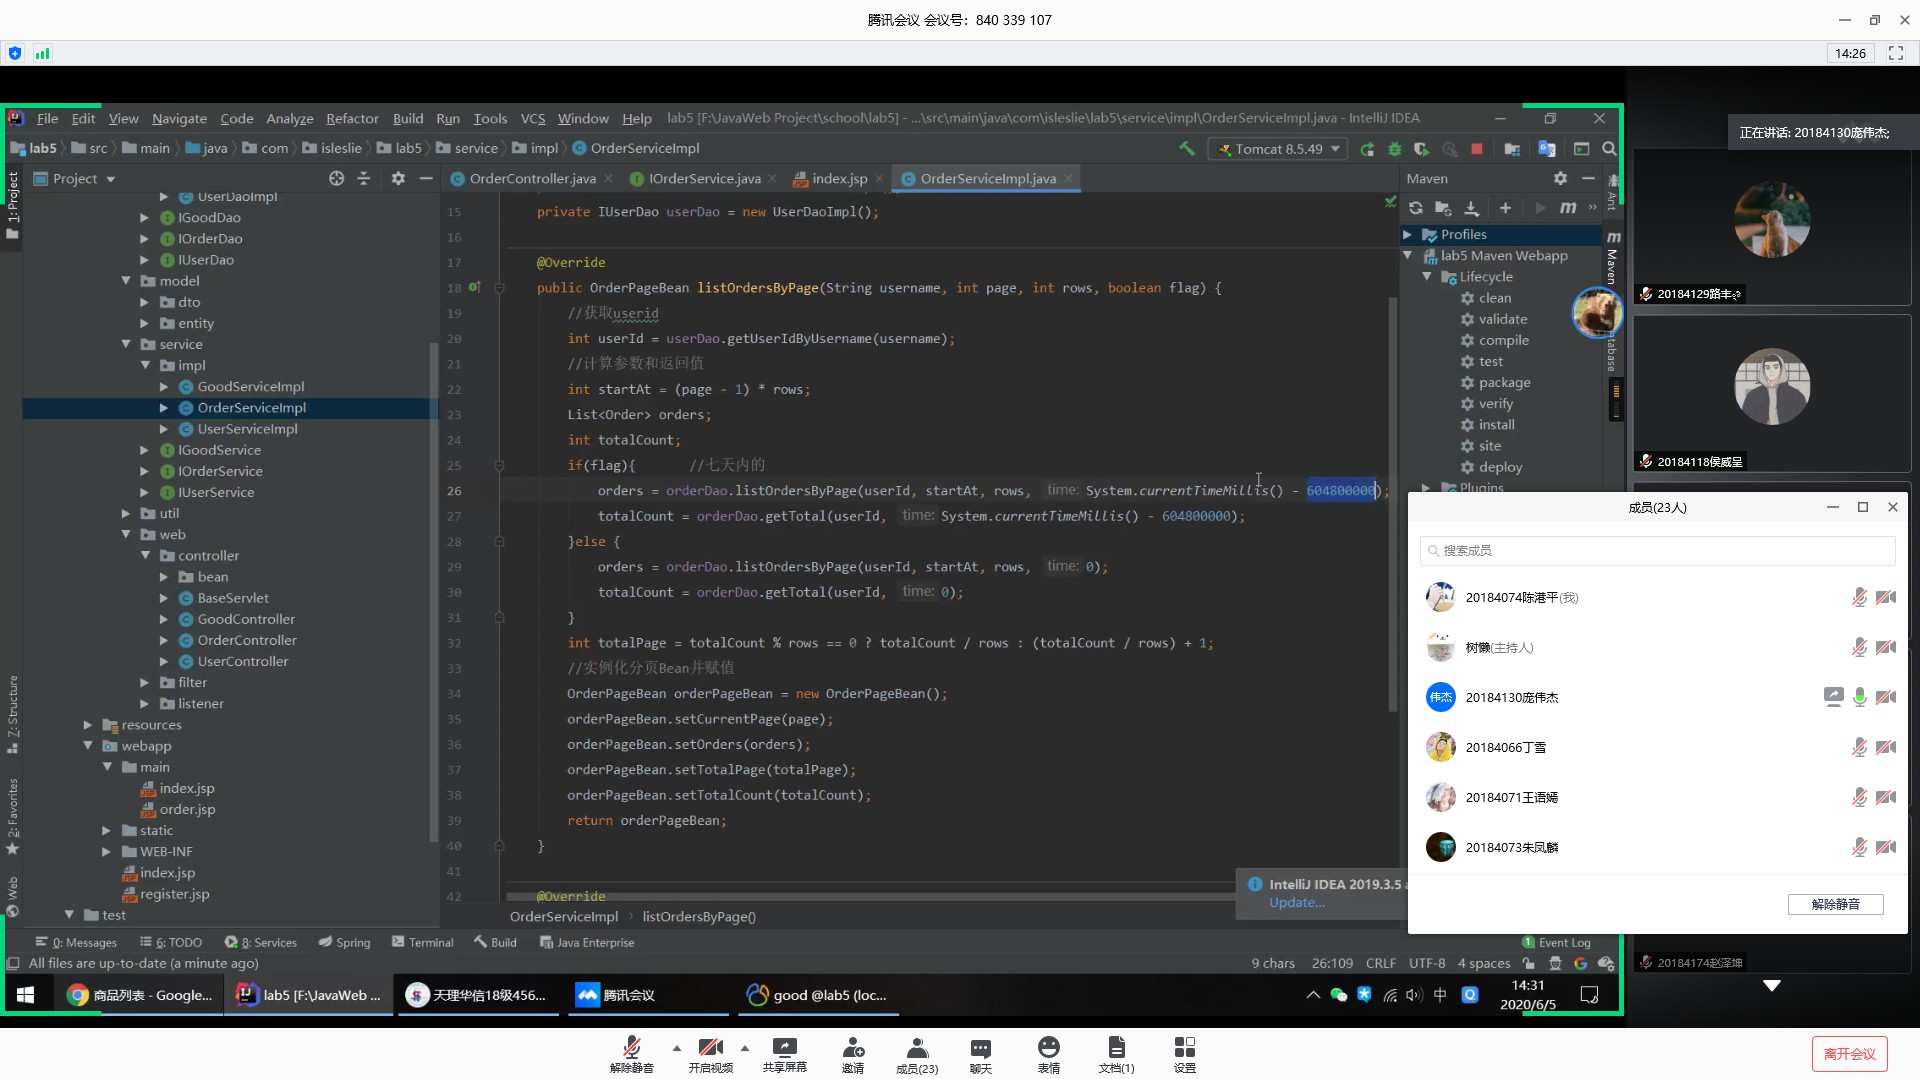 腾讯会议 会议号：840 339 107
14:26
File Edit View Navigate Code Analyze Refactor Build Run Tools VCS Window Help lab5 [F:\JavaWeb Project\school\lab5] - ...\src\main\java\com\isleslie\lab5\service\impl\OrderServiceImpl.java - IntelliJ IDEA
lab5 src main java com isleslie lab5 service impl OrderServiceImpl Tomcat 8.5.49
Project OrderController.java IOrderService.java index.jsp OrderServiceImpl.java Maven
1: Project
Z: Structure
2: Favorites
Web
UserDaoImpl
IGoodDao
IOrderDao
IUserDao
model
dto
entity
service
impl
GoodServiceImpl
OrderServiceImpl
UserServiceImpl
IGoodService
IOrderService
IUserService
util
web
controller
bean
BaseServlet
GoodController
OrderController
UserController
filter
listener
resources
webapp
main
index.jsp
order.jsp
static
WEB-INF
index.jsp
register.jsp
test
15 private IUserDao userDao = new UserDaoImpl();
16
17 @Override
18 public OrderPageBean listOrdersByPage(String username, int page, int rows, boolean flag) {
19 //获取userid
20 int userId = userDao.getUserIdByUsername(username);
21 //计算参数和返回值
22 int startAt = (page - 1) * rows;
23 List<Order> orders;
24 int totalCount;
25 if(flag){ //七天内的
26 orders = orderDao.listOrdersByPage(userId, startAt, rows, time: System.currentTimeMillis() - 604800000);
27 totalCount = orderDao.getTotal(userId, time: System.currentTimeMillis() - 604800000);
28 }else {
29 orders = orderDao.listOrdersByPage(userId, startAt, rows, time: 0);
30 totalCount = orderDao.getTotal(userId, time: 0);
31 }
32 int totalPage = totalCount % rows == 0 ? totalCount / rows : (totalCount / rows) + 1;
33 //实例化分页Bean并赋值
34 OrderPageBean orderPageBean = new OrderPageBean();
35 orderPageBean.setCurrentPage(page);
36 orderPageBean.setOrders(orders);
37 orderPageBean.setTotalPage(totalPage);
38 orderPageBean.setTotalCount(totalCount);
39 return orderPageBean;
40 }
41
42 @Override
OrderServiceImpl listOrdersByPage()
Profiles
lab5 Maven Webapp
Lifecycle
clean
validate
compile
test
package
verify
install
site
deploy
Plugins
Ant
Maven
IntelliJ IDEA 2019.3.5
Update...
0: Messages 6: TODO 8: Services Spring Terminal Build Java Enterprise 1 Event Log
All files are up-to-date (a minute ago) 9 chars 26:109 CRLF UTF-8 4 spaces
商品列表 - Google... lab5 [F:\JavaWeb ... 天理华信18级456... 腾讯会议 good @lab5 (loc... 中 14:31
2020/6/5
正在讲话: 20184130庞伟杰;
20184118侯威呈
成员(23人)
搜索成员
20184074陈港平(我)
树懒(主持人)
伟杰 20184130庞伟杰
20184066丁雪
20184071王语嫣
20184073朱凤麟
解除静音
20184174赵泽坤
解除静音 开启视频 共享屏幕 邀请 成员(23) 聊天 表情 文档(1) 设置 离开会议